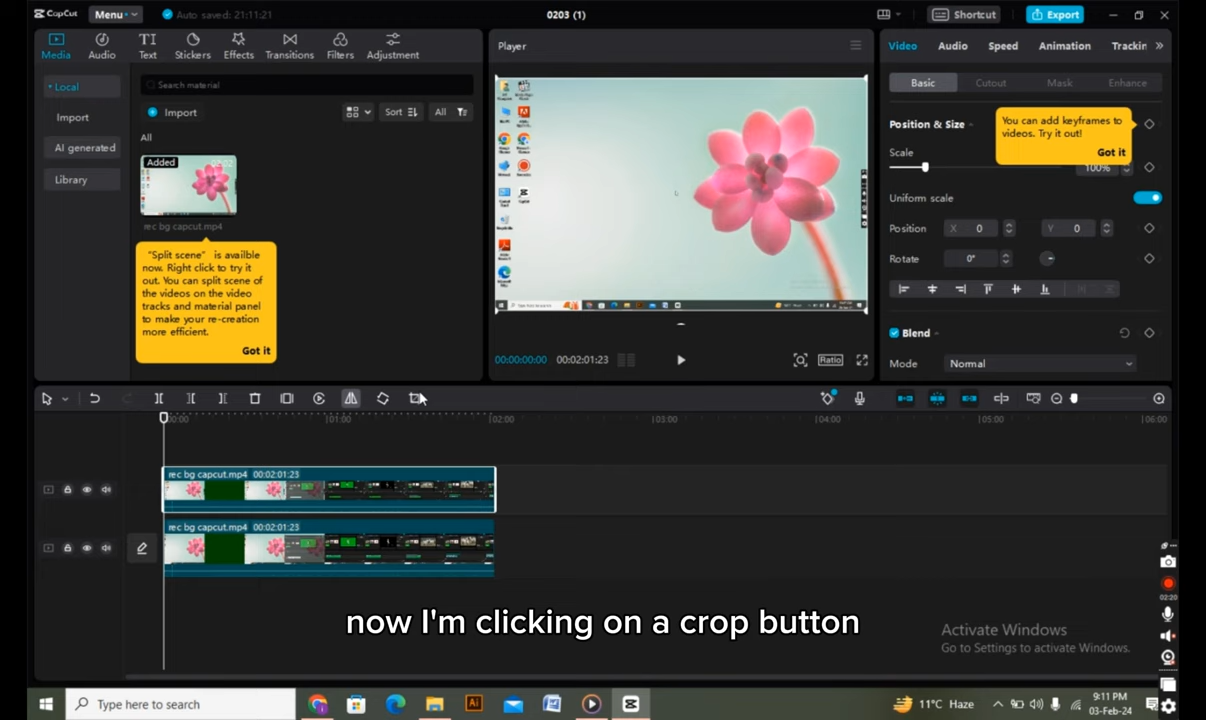 CapCut
Menu
Auto saved: 21:11:21
0203 (1)
Shortcut
Export
Media
Audio
Text
Stickers
Effects
Transitions
Filters
Adjustment
Local
Import
AI generated
Library
Search material
Import
Sort
All
All
Added
rec bg capcut.mp4
"Split scene" is availble
now. Right click to try it
out. You can split scene of
the videos on the video
tracks and material panel
to make your re-creation
more efficient.
Got it
Player
00:00:00:00
00:02:01:23
Ratio
Video
Audio
Speed
Animation
Trackin
Basic
Cutout
Mask
Enhance
Position & Size
You can add keyframes to
videos. Try it out!
Got it
Scale
100%
Uniform scale
Position
X 0
Y 0
Rotate
0°
Blend
Mode
Normal
00:00
01:00
02:00
03:00
04:00
05:00
06:00
rec bg capcut.mp4 00:02:01:23
rec bg capcut.mp4 00:02:01:23
now I'm clicking on a crop button
Activate Windows
Go to Settings to activate Windows.
02:20
Type here to search
11°C Haze
9:11 PM
03-Feb-24